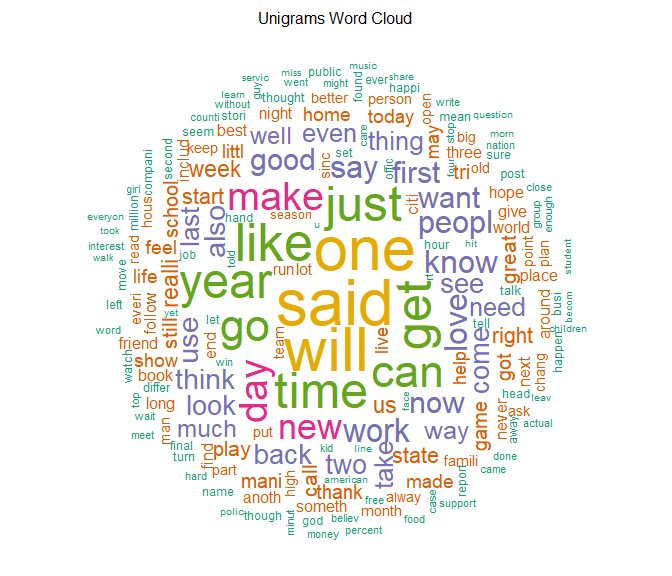 Unigrams Word Cloud
servic miss public music
learn guy went might found ever share
without thought better person happi
counti stori night home care today open write mean question
seem best well even thing may stop big morn nation
second keep littl set offic four three sure
compani includ week good say first tri old post
girl hous school start sinc citi want hope close
million make just peopl give group enough
everyon last also hand season u world point plan
took read feel job like one hour hit know great student
interest realli told rt place
walk move life year run lot said get see talk busi
left everi follow yet let go love need around becom
word still use end team will live tell right happen children
friend win come
watch show think day time can help got next chang
book face head leav
top differ look us now game never ask
wait long man much put new work way away actual
meet final play kid line state done
turn find back two take famili came
hard part call american made report
name mani high thank free alway case support
anoth someth month
polic though minut god believ food
money percent